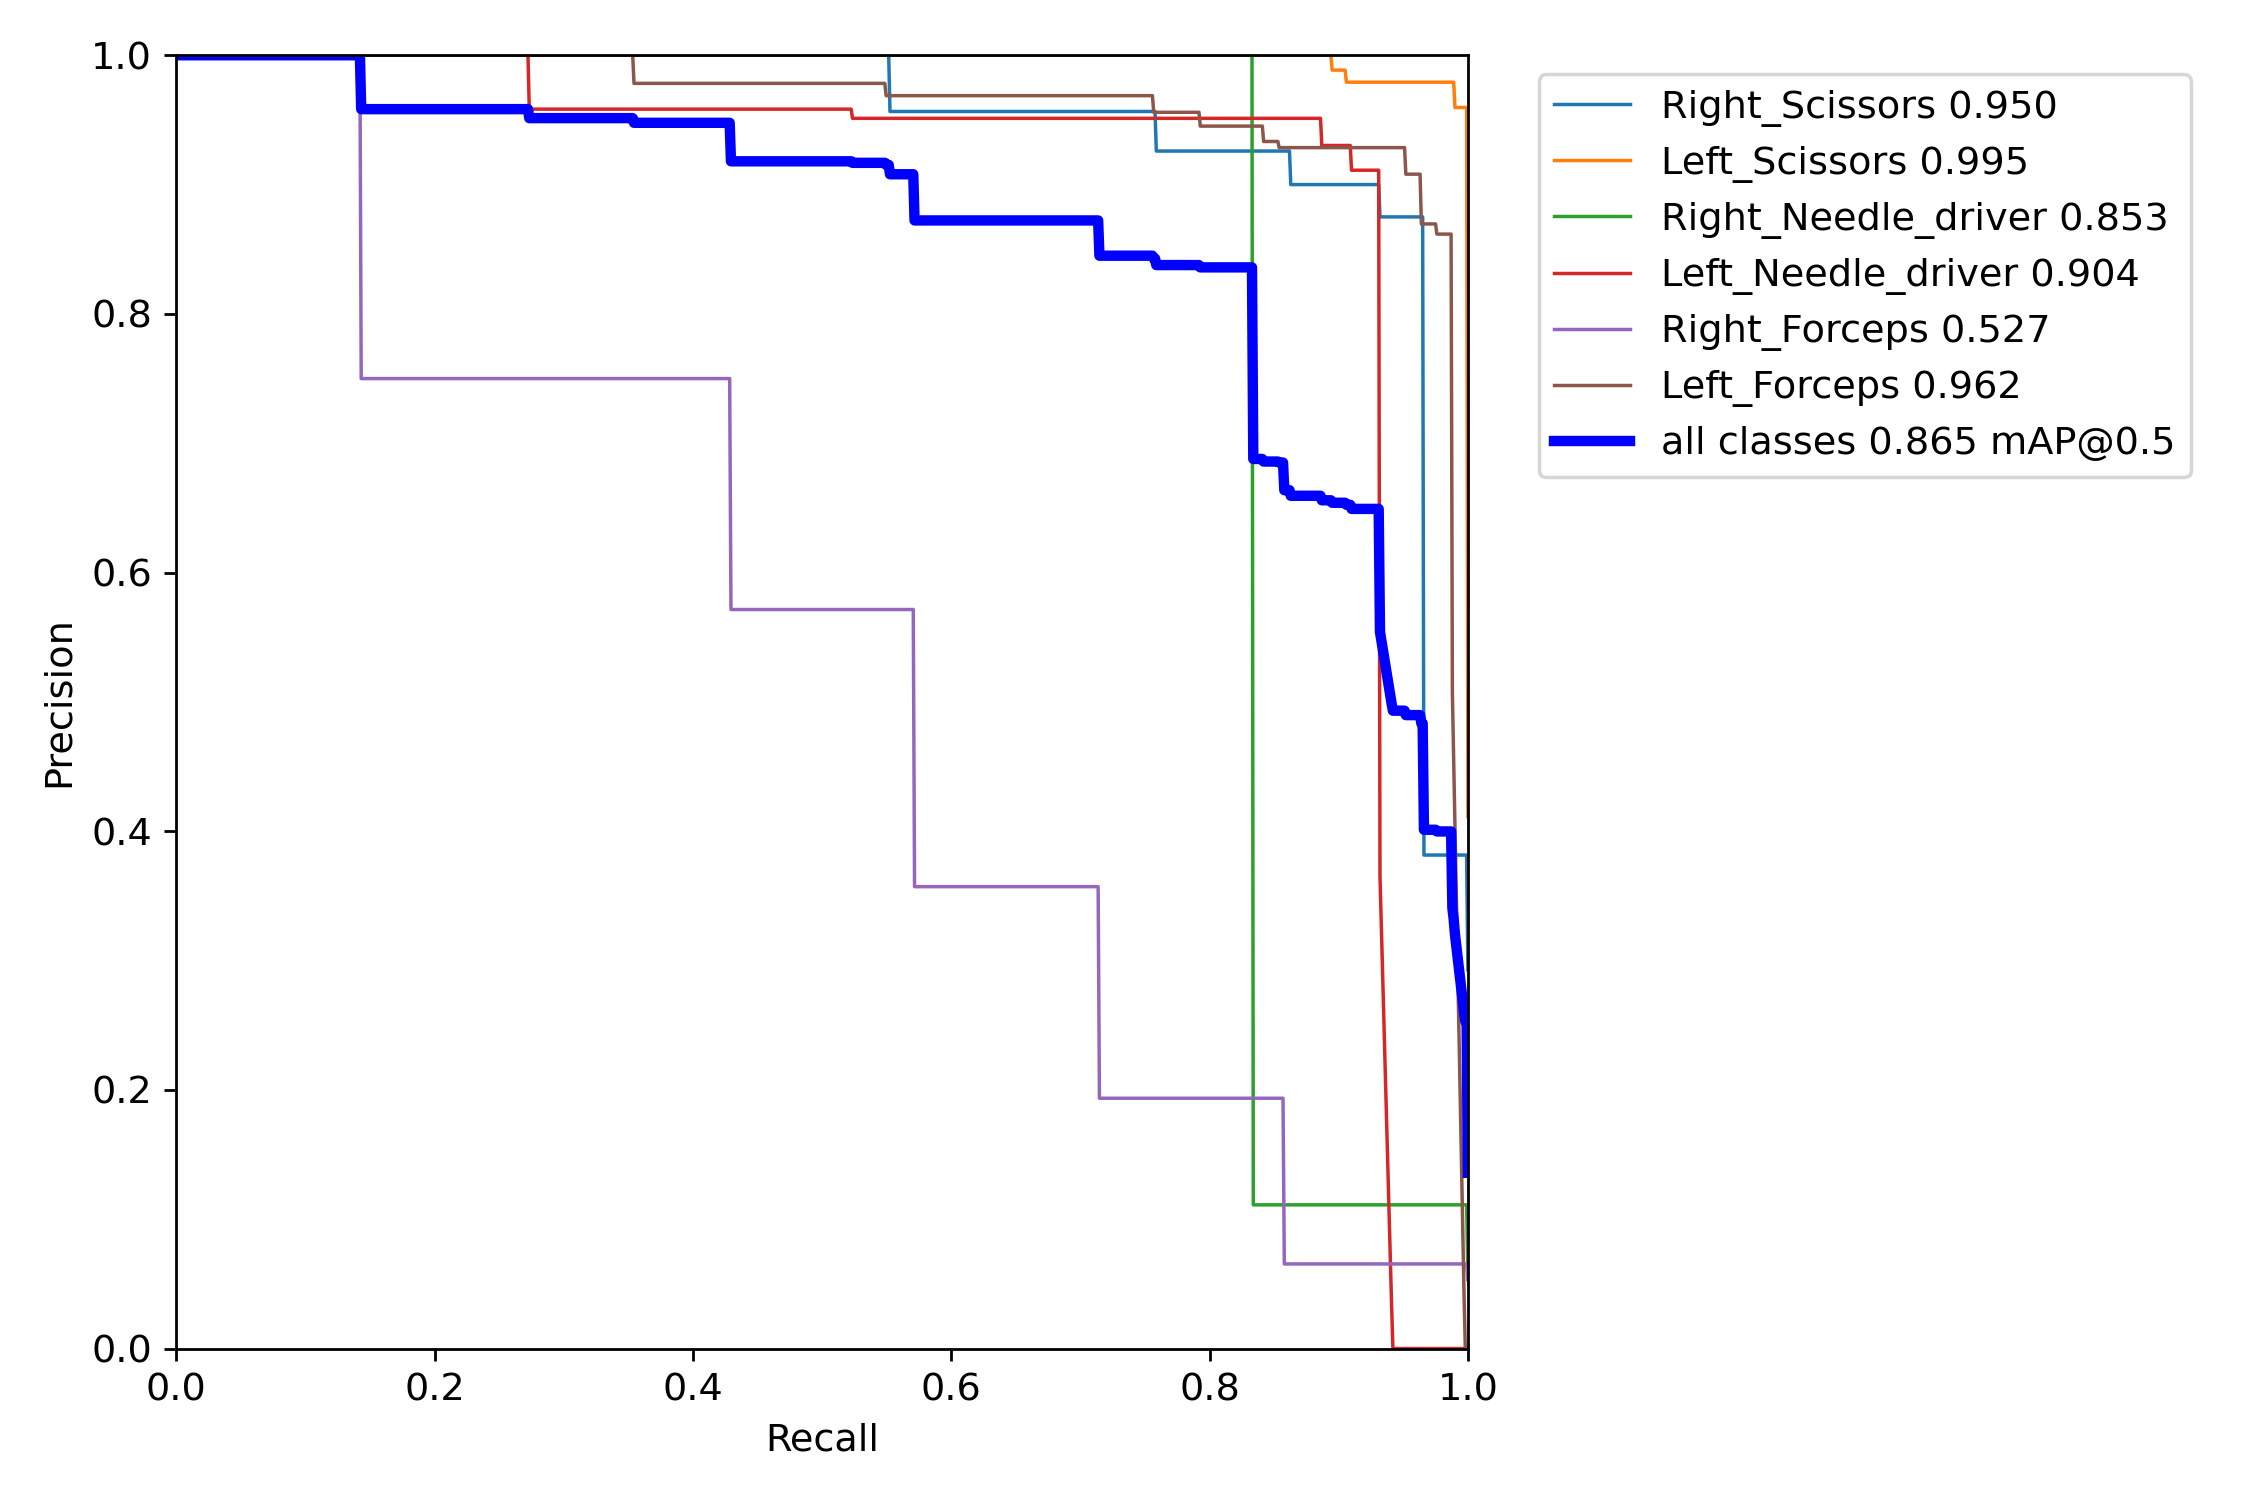 1.0
0.8
0.6
0.4
0.2
0.0
0.0 0.2 0.4 0.6 0.8 1.0
Precision
Recall
Right_Scissors 0.950
Left_Scissors 0.995
Right_Needle_driver 0.853
Left_Needle_driver 0.904
Right_Forceps 0.527
Left_Forceps 0.962
all classes 0.865 mAP@0.5